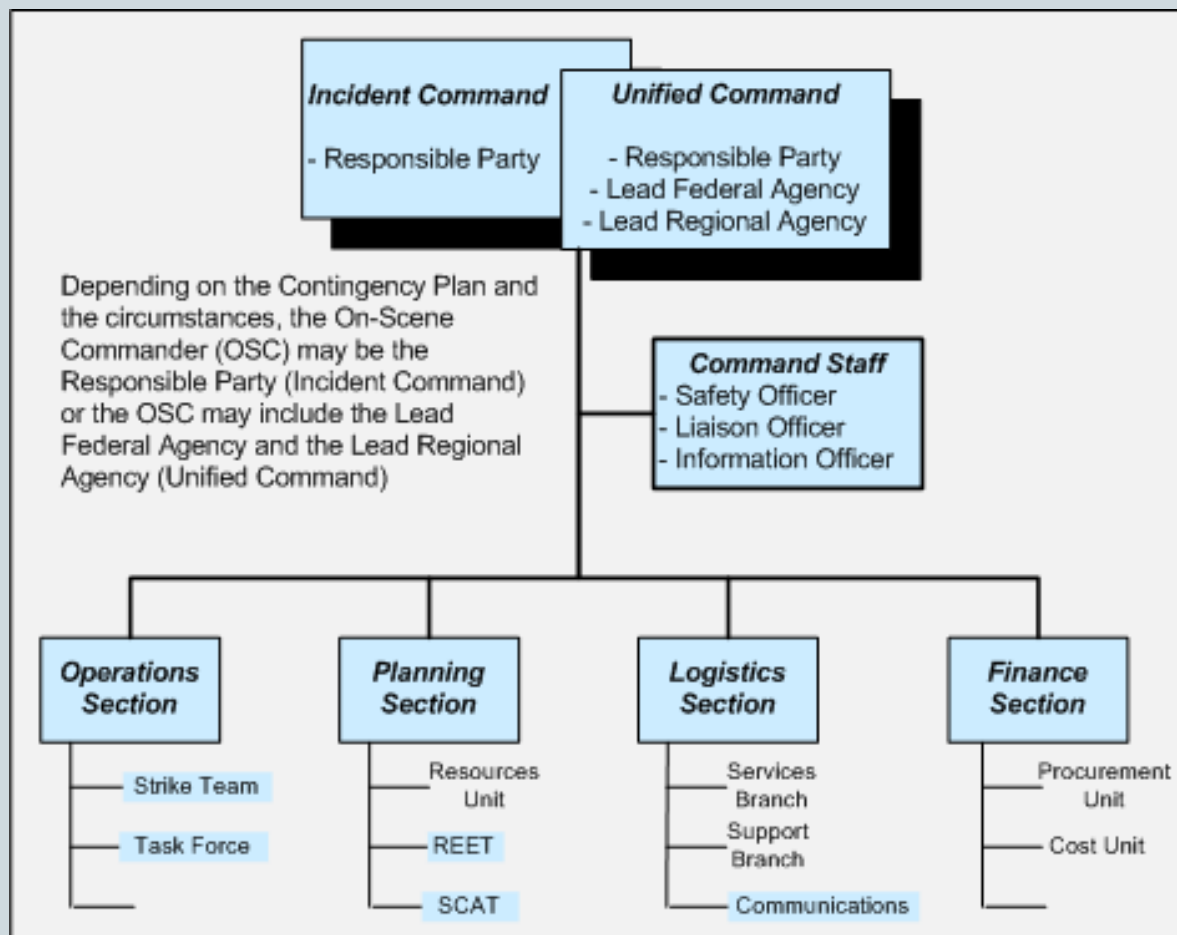 Incident Command
- Responsible Party
Unified Command
- Responsible Party
- Lead Federal Agency
- Lead Regional Agency
Depending on the Contingency Plan and
the circumstances, the On-Scene
Commander (OSC) may be the
Responsible Party (Incident Command)
or the OSC may include the Lead
Federal Agency and the Lead Regional
Agency (Unified Command)
Command Staff
- Safety Officer
- Liaison Officer
- Information Officer
Operations
Section
Strike Team
Task Force
Planning
Section
Resources
Unit
REET
SCAT
Logistics
Section
Services
Branch
Support
Branch
Communications
Finance
Section
Procurement
Unit
Cost Unit